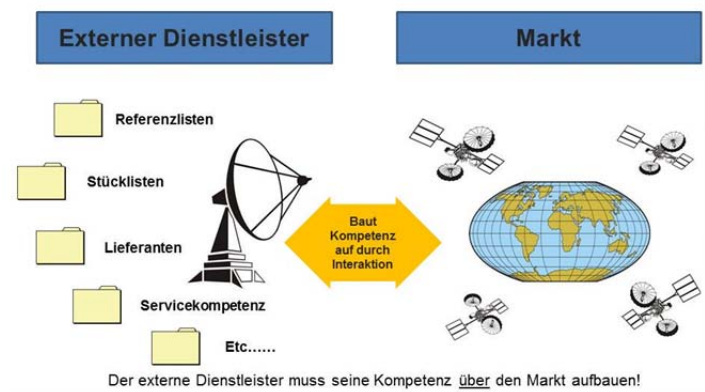 Externer Dienstleister
Markt
Referenzlisten
Stücklisten
Lieferanten
Servicekompetenz
Etc......
Baut
Kompetenz
auf durch
Interaktion
Der externe Dienstleister muss seine Kompetenz über den Markt aufbauen!